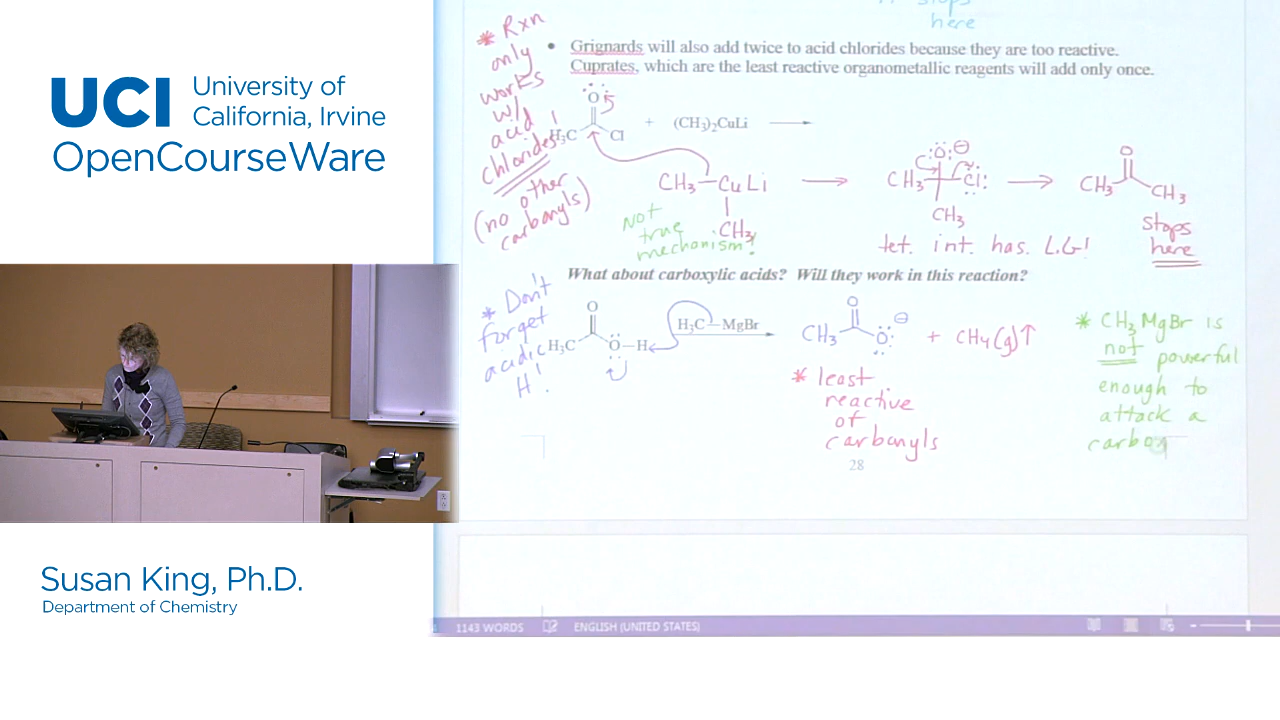 UCI University of
California, Irvine
OpenCourseWare
Susan King, Ph.D.
Department of Chemistry
here
* Rxn
only
works
w/
acid
chlorides!
(no other
carbonyls)
• Grignards will also add twice to acid chlorides because they are too reactive.
Cuprates, which are the least reactive organometallic reagents will add only once.
O
H₃C Cl + (CH₃)₂CuLi
CH₃–CuLi
CH₃
Not
true
mechanism!
O ⊖
CH₃ Cl:
CH₃
tet. int. has L.G!
O
CH₃ CH₃
stops
here
What about carboxylic acids? Will they work in this reaction?
* Don't
forget
acidic
H!
O
H₃C O–H H₃C–MgBr
O
CH₃ O ⊖ + CH₄(g)↑
* least
reactive
of
carbonyls
* CH₃MgBr is
not powerful
enough to
attack a
28
1143 WORDS ENGLISH (UNITED STATES)